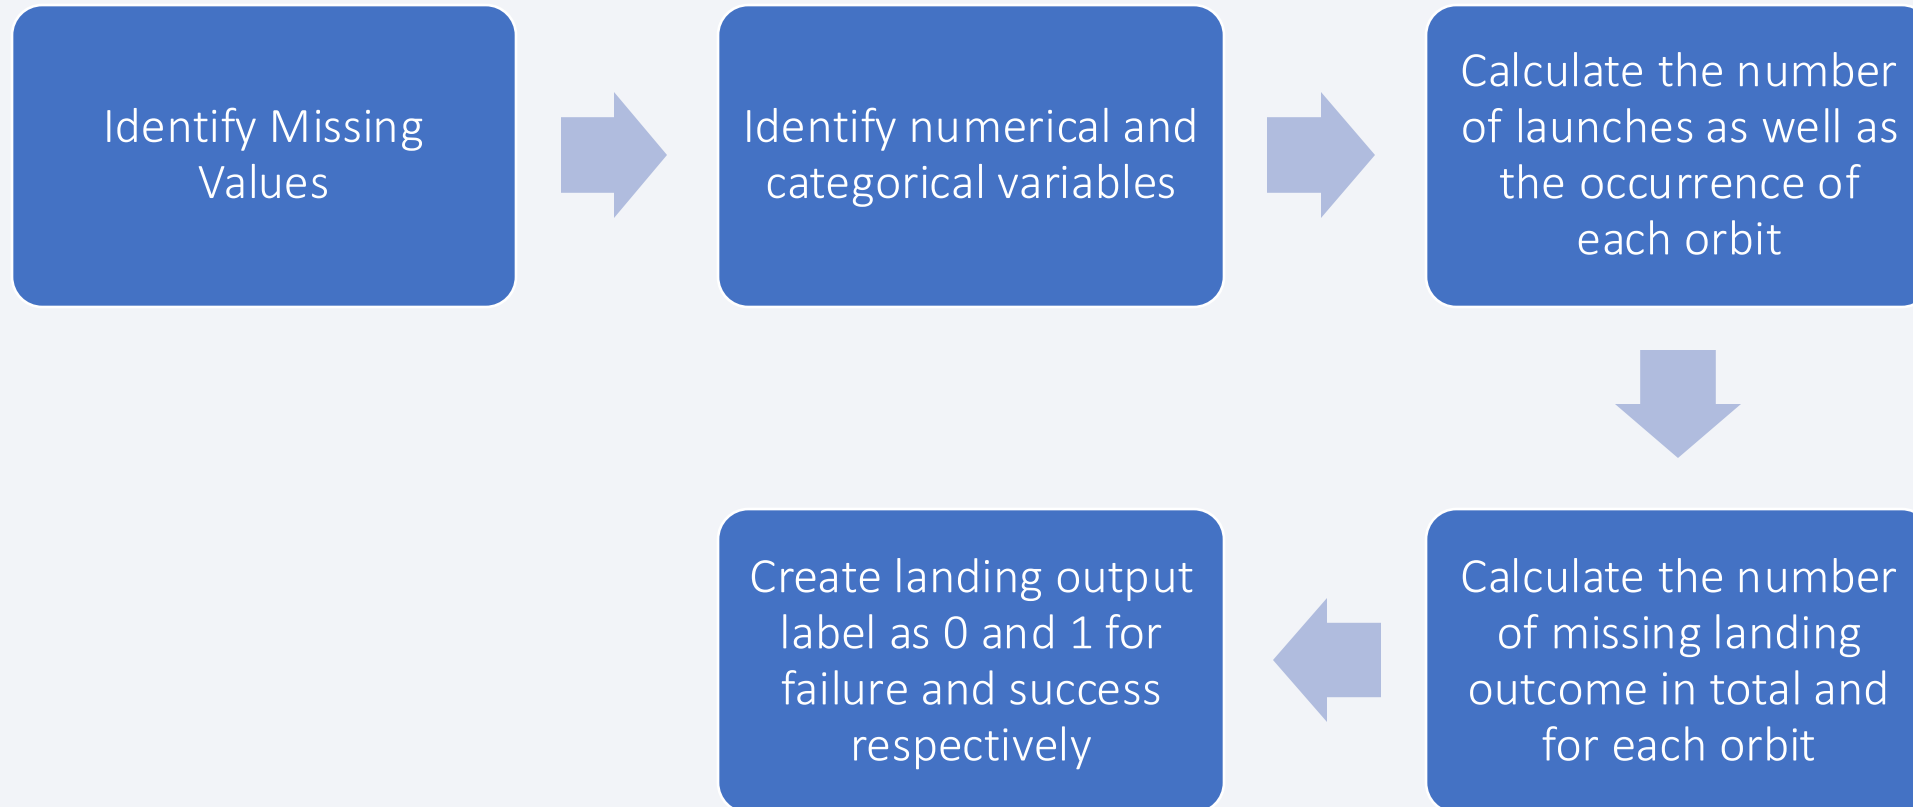 Identify Missing
Values
Identify numerical and
categorical variables
Calculate the number
of launches as well as
the occurrence of
each orbit
Calculate the number
of missing landing
outcome in total and
for each orbit
Create landing output
label as 0 and 1 for
failure and success
respectively